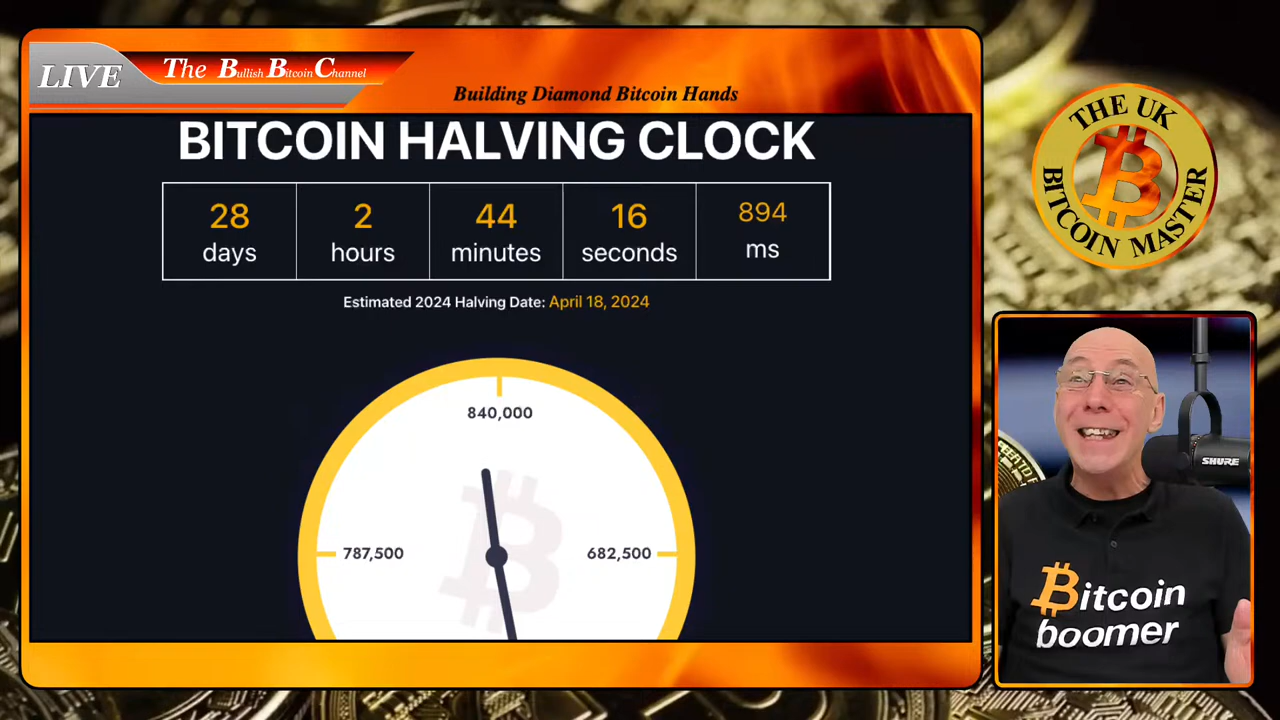 LIVE
The Bullish Bitcoin Channel
Building Diamond Bitcoin Hands
BITCOIN HALVING CLOCK
28
days
2
hours
44
minutes
16
seconds
894
ms
Estimated 2024 Halving Date: April 18, 2024
840,000
787,500
682,500
THE UK
BITCOIN MASTER
SHURE
Bitcoin
boomer